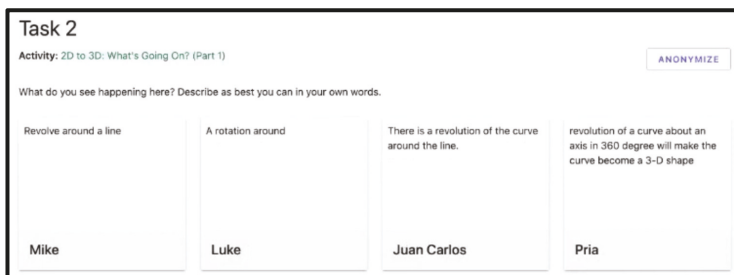 Task 2
Activity: 2D to 3D: What's Going On? (Part 1)
ANONYMIZE
What do you see happening here? Describe as best you can in your own words.
Revolve around a line
Mike
A rotation around
Luke
There is a revolution of the curve
around the line.
Juan Carlos
revolution of a curve about an
axis in 360 degree will make the
curve become a 3-D shape
Pria